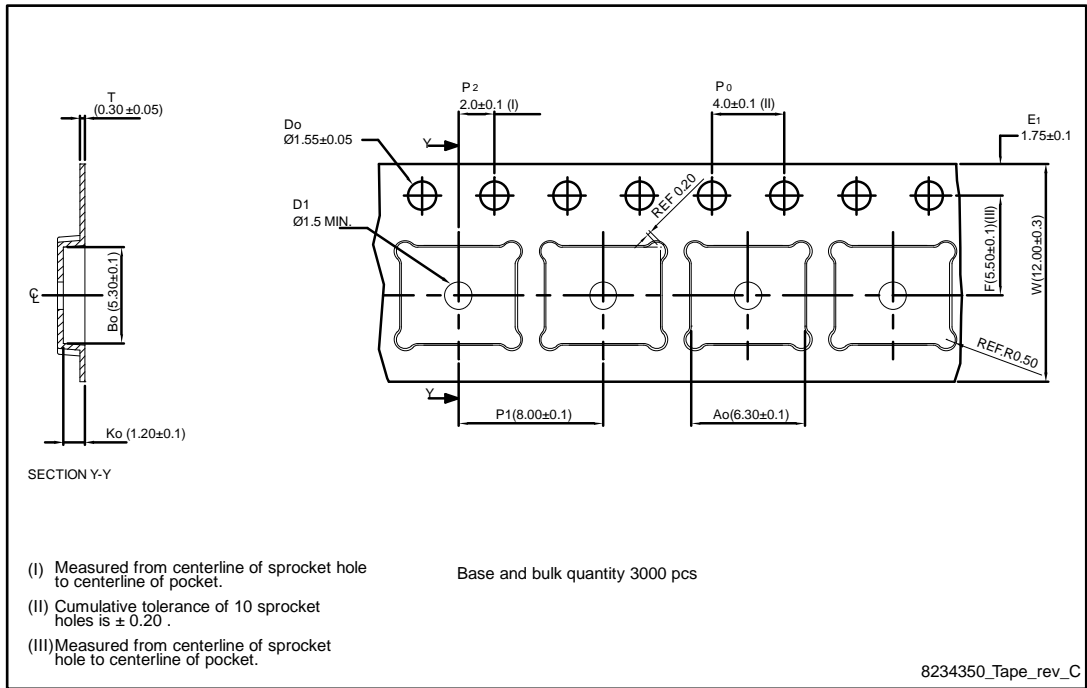 T
(0.30 ±0.05)
P2
2.0±0.1 (I)
P0
4.0±0.1 (II)
E1
1.75±0.1
Do
Ø1.55±0.05
Y
D1
Ø1.5 MIN.
REF 0.20
F(5.50±0.1)(III)
W(12.00±0.3)
Bo (5.30±0.1)
℄
REF.R0.50
Y
P1(8.00±0.1)
Ao(6.30±0.1)
Ko (1.20±0.1)
SECTION Y-Y
(I) Measured from centerline of sprocket hole
to centerline of pocket.
Base and bulk quantity 3000 pcs
(II) Cumulative tolerance of 10 sprocket
holes is ± 0.20 .
(III) Measured from centerline of sprocket
hole to centerline of pocket.
8234350_Tape_rev_C